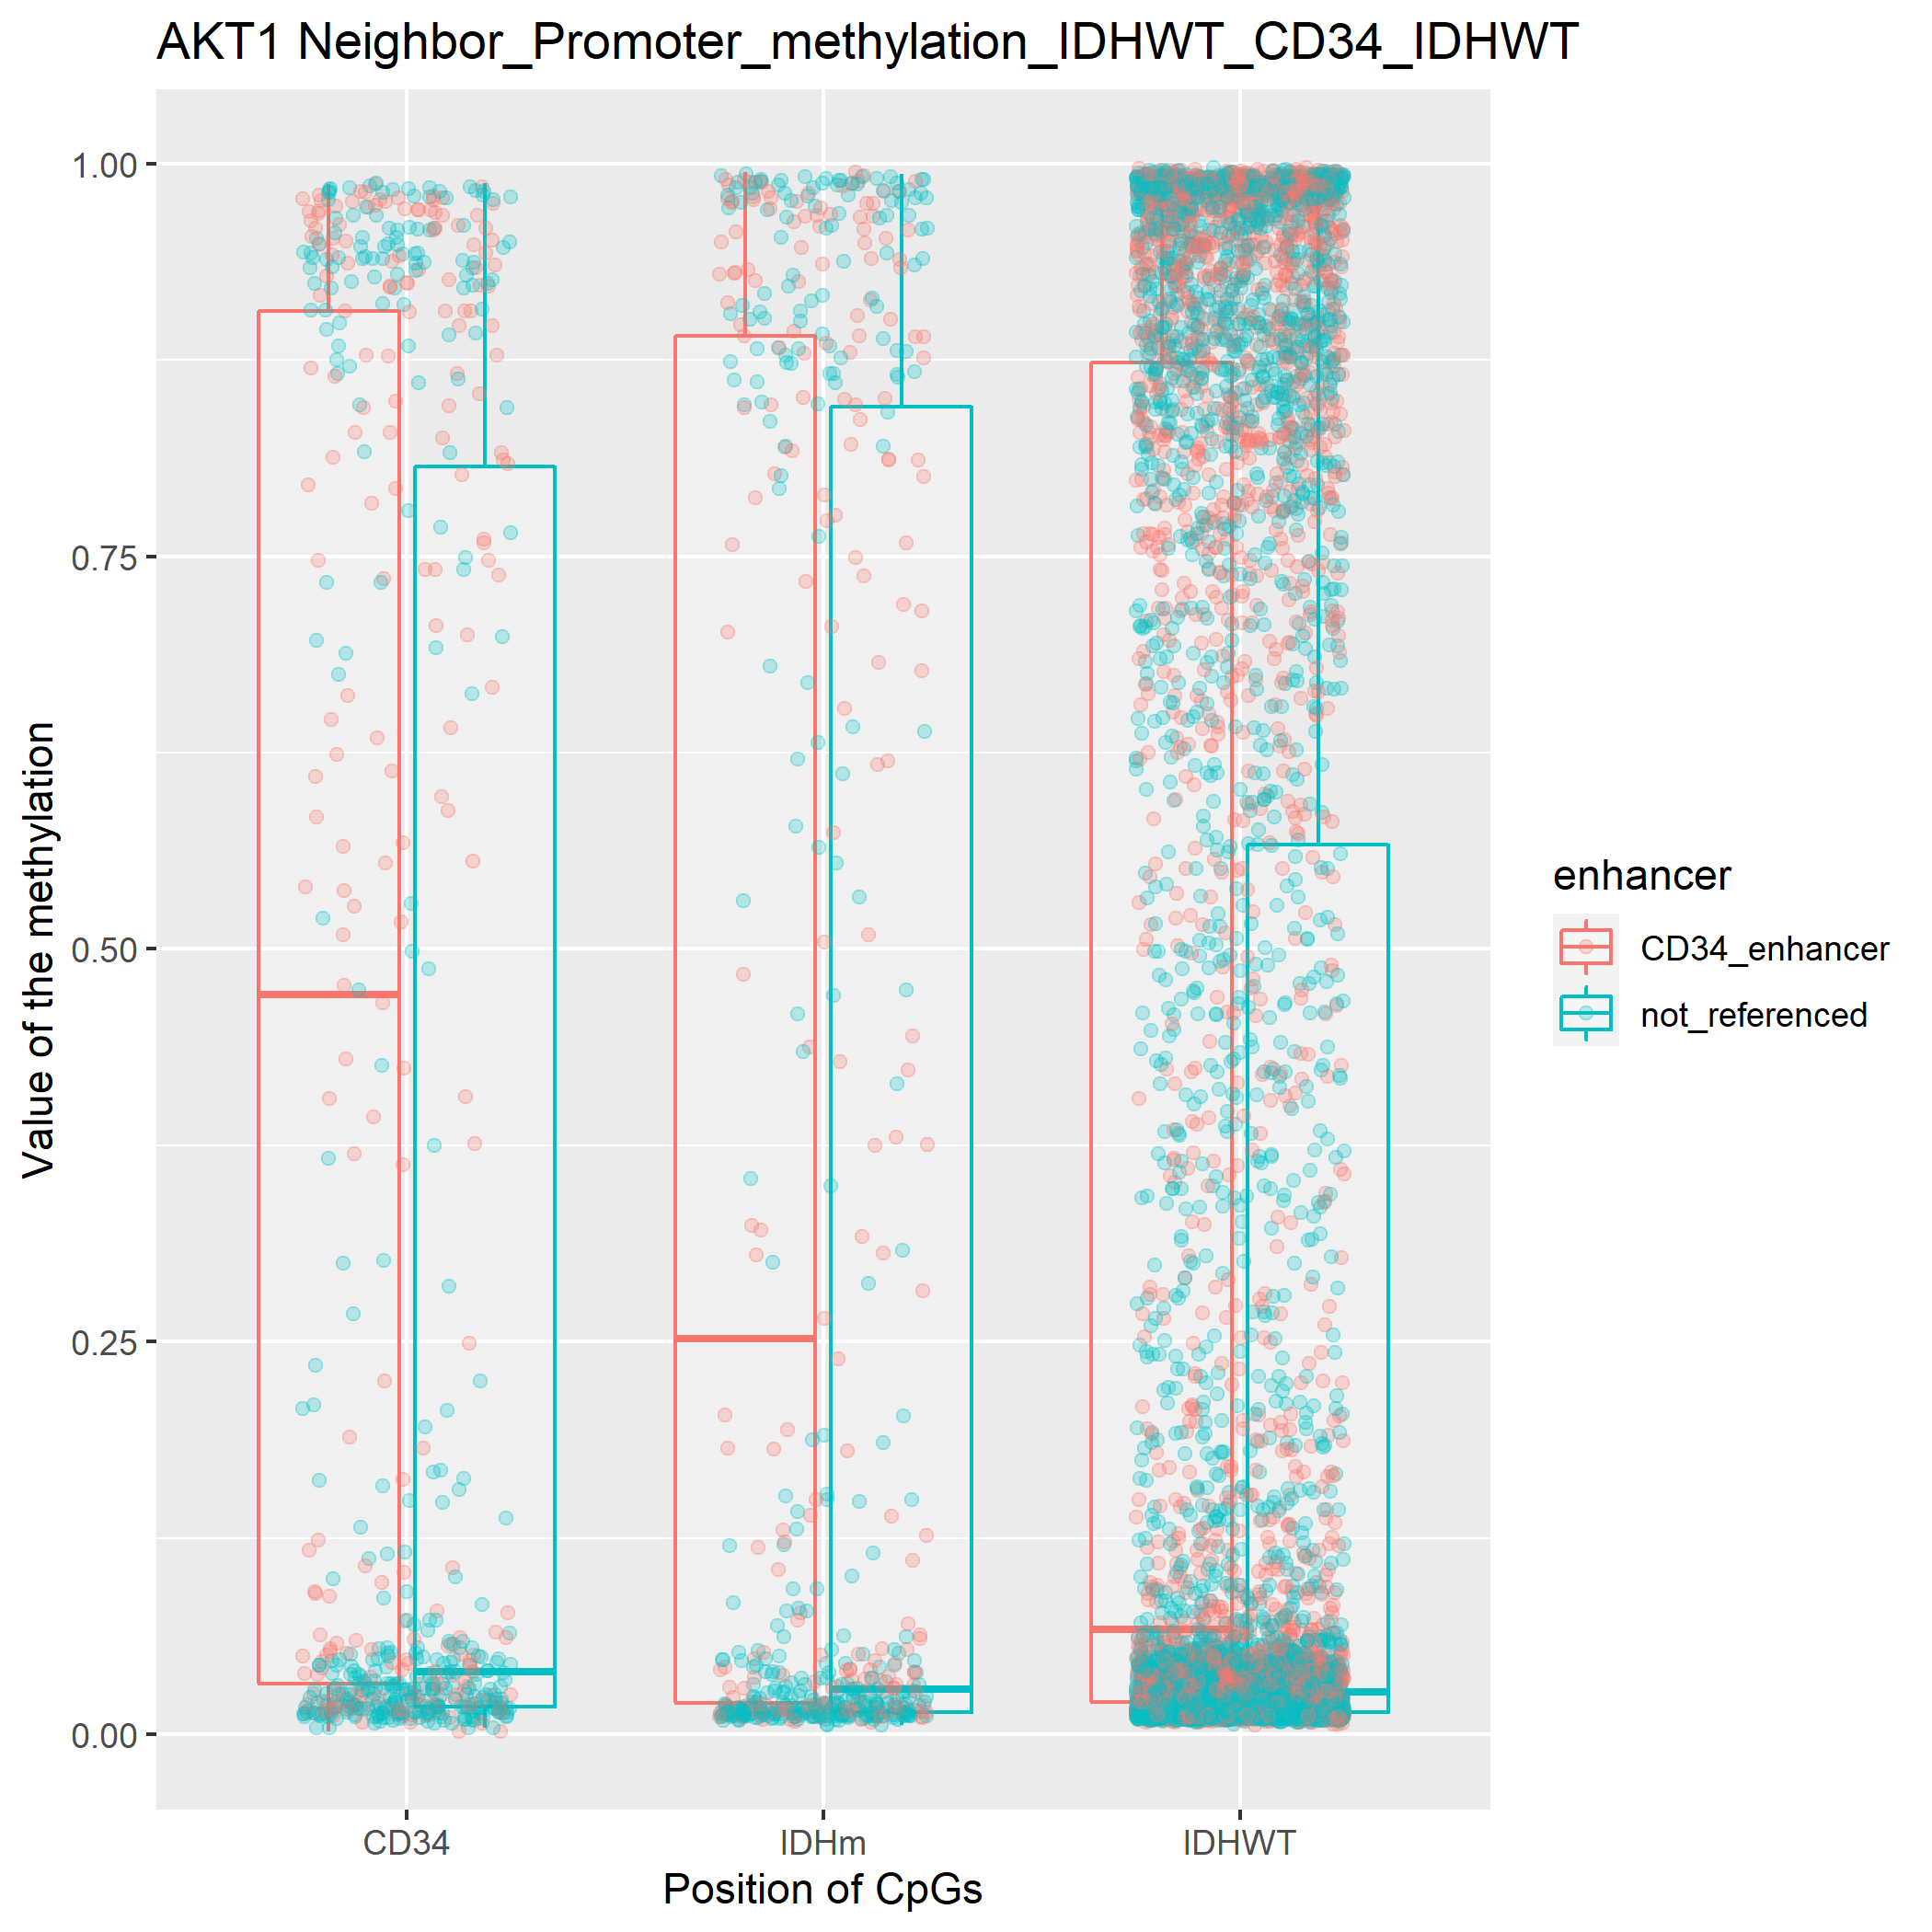 AKT1 Neighbor_Promoter_methylation_IDHWT_CD34_IDHWT
Value of the methylation
1.00
0.75
0.50
0.25
0.00
CD34
IDHm
IDHWT
Position of CpGs
enhancer
CD34_enhancer
not_referenced